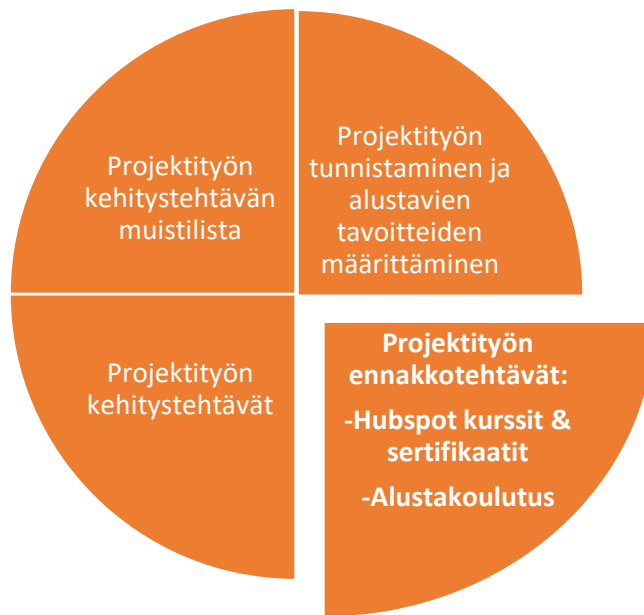 Projektityön
kehitystehtävän
muistilista
Projektityön
tunnistaminen ja
alustavien
tavoitteiden
määrittäminen
Projektityön
kehitystehtävät
Projektityön
ennakkotehtävät:
-Hubspot kurssit &
sertifikaatit
-Alustakoulutus